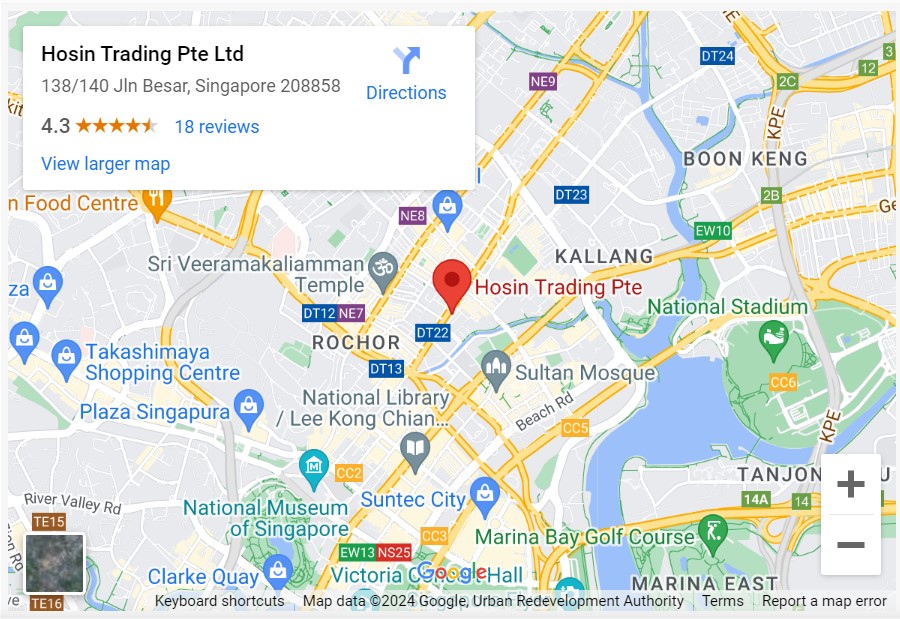 Hosin Trading Pte Ltd
138/140 Jln Besar, Singapore 208858
Directions
4.3
18 reviews
View larger map
DT24
3
12
2C
NE9
KPE
BOON KENG
2B
DT23
n Food Centre
NE8
EW10
KALLANG
Sri Veeramakaliamman
Temple
za
Hosin Trading Pte
National Stadium
DT12 NE7
DT22
ROCHOR
Takashimaya
Shopping Centre
DT13
Sultan Mosque
CC6
National Library
/ Lee Kong Chian...
Plaza Singapura
Beach Rd
CC5
KPE
CC2
TANJON
River Valley Rd
Suntec City
14A
14
National Museum
of Singapore
TE15
CC3
Marina Bay Golf Course
EW13 NS25
Clarke Quay
Victoria
Hall
Google
MARINA EAST
TE16
Keyboard shortcuts
Map data ©2024 Google, Urban Redevelopment Authority
Terms
Report a map error